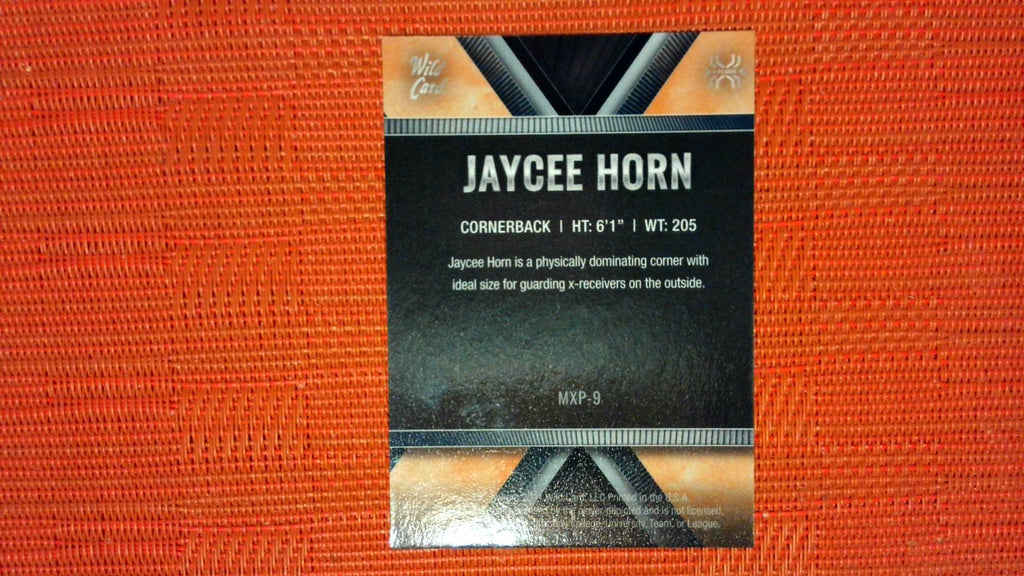 Wild
Card
JAYCEE HORN
CORNERBACK | HT: 6'1" | WT: 205
Jaycee Horn is a physically dominating corner with
ideal size for guarding x-receivers on the outside.
MXP-9
Wild Card, LLC Printed in the U.S.A.
by the player depicted and is not licensed,
College, University, Team, or League.